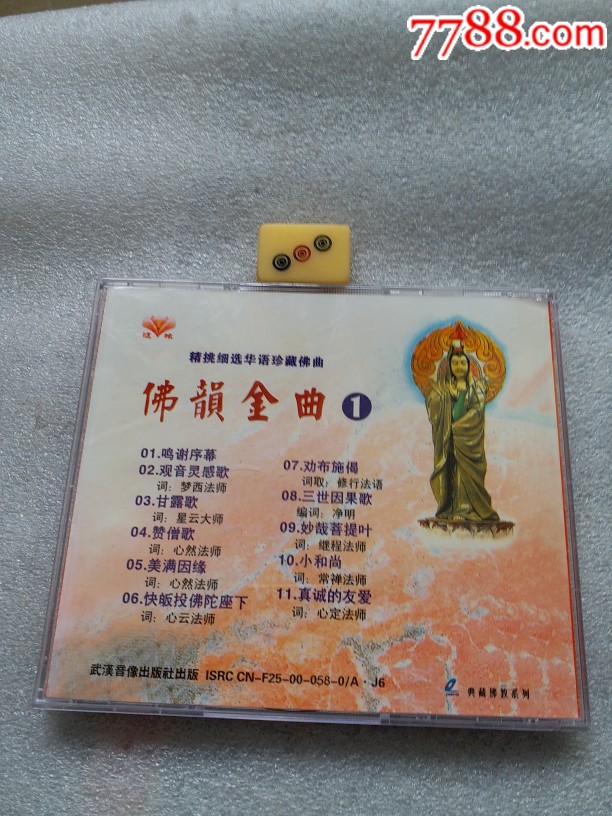 7788.com
精挑细选华语珍藏佛曲
佛韻金曲 1
01.鸣谢序幕
02.观音灵感歌
词：梦西法师
03.甘露歌
词：星云大师
04.赞僧歌
词：心然法师
05.美满因缘
词：心然法师
06.快皈投佛陀座下
词：心云法师
07.劝布施偈
词取：修行法语
08.三世因果歌
编词：净明
09.妙哉菩提叶
词：继程法师
10.小和尚
词：常禅法师
11.真诚的友爱
词：心定法师
武漢音像出版社出版 ISRC CN-F25-00-058-0/A·J6
典藏佛教系列